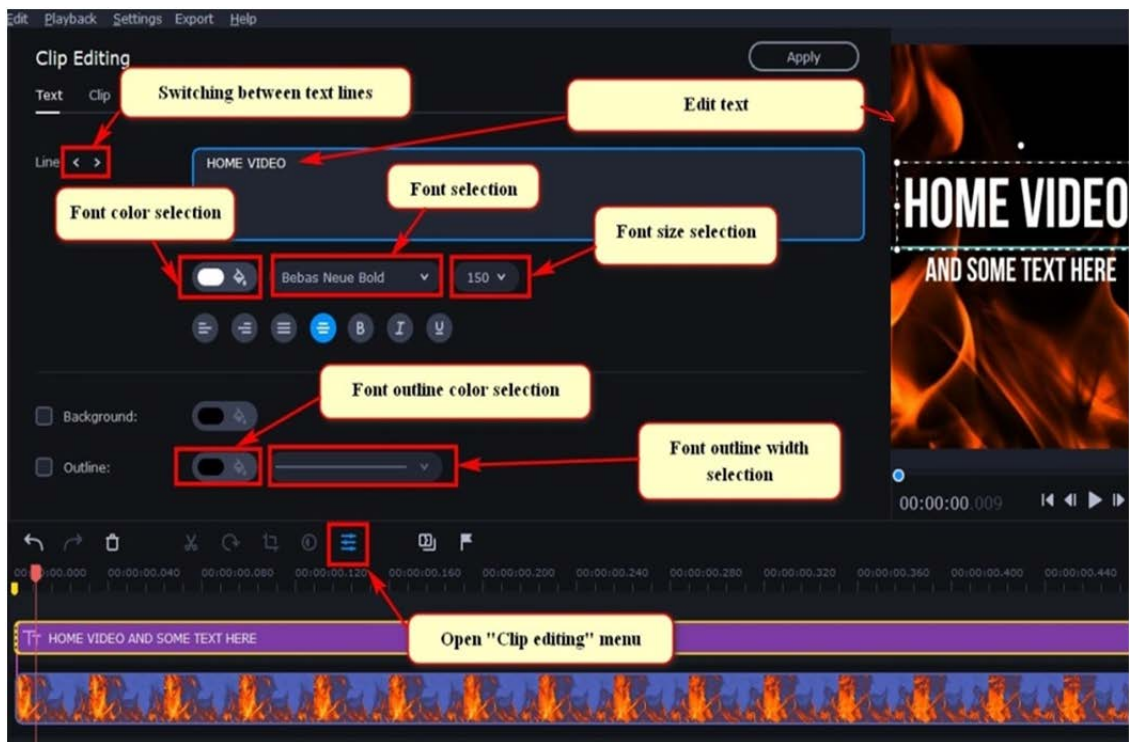 Edit Playback Settings Export Help
Clip Editing
Apply
Text Clip
Switching between text lines
Edit text
Line < >
HOME VIDEO
Font selection
Font color selection
Font size selection
HOME VIDEO
AND SOME TEXT HERE
Bebas Neue Bold
150
B I U
Font outline color selection
Background:
Font outline width
selection
Outline:
00:00:00.009
Open "Clip editing" menu
00:00:00.000 00:00:00.040 00:00:00.080 00:00:00.120 00:00:00.160 00:00:00.200 00:00:00.240 00:00:00.280 00:00:00.320 00:00:00.360 00:00:00.400 00:00:00.440
HOME VIDEO AND SOME TEXT HERE